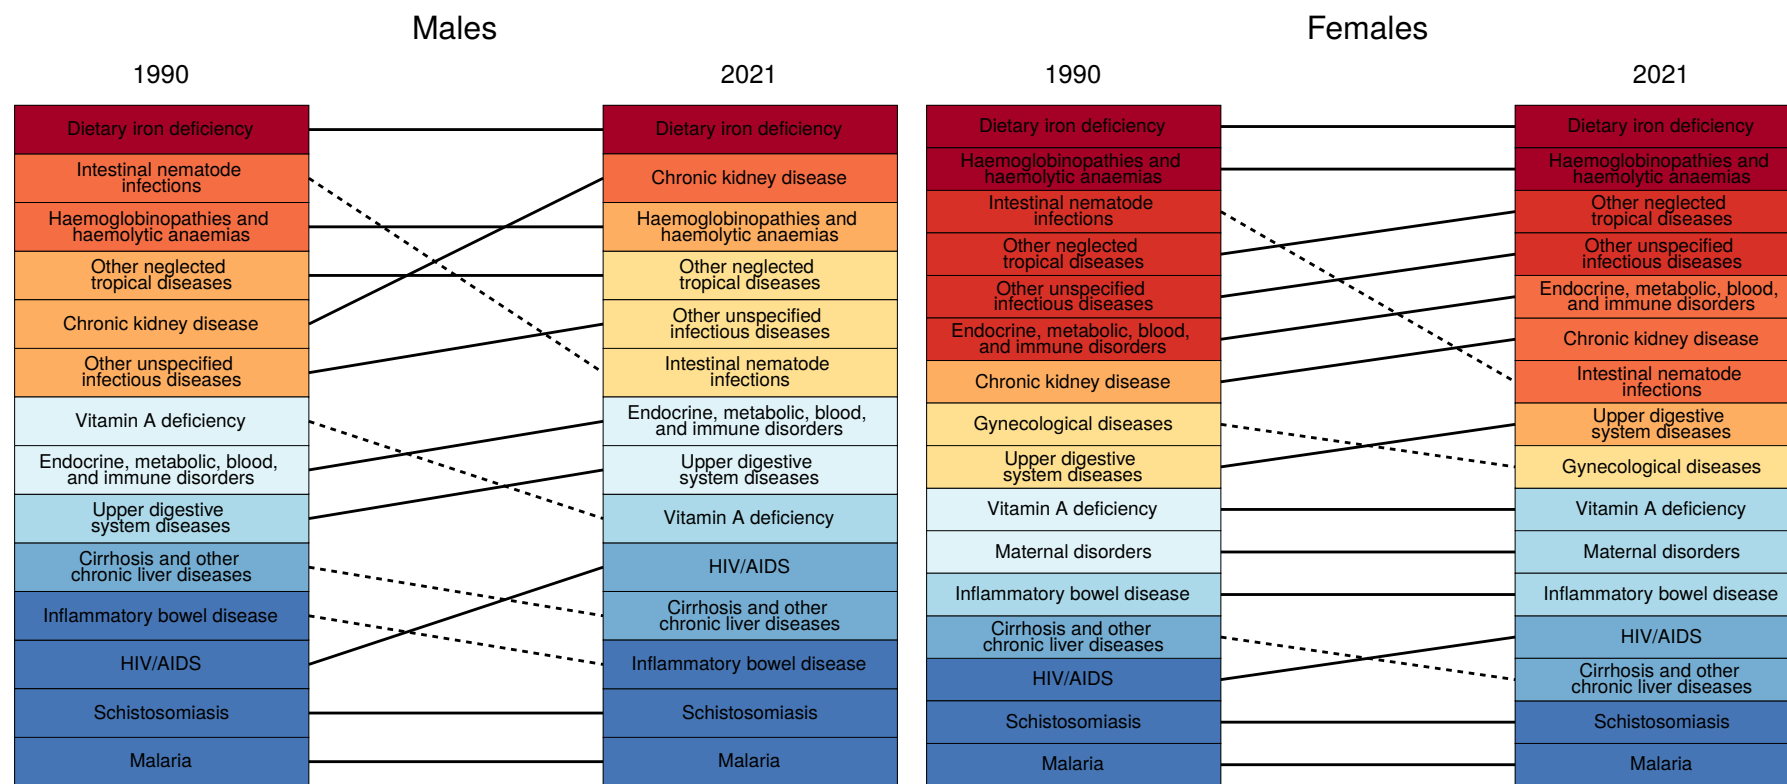 Males
1990
2021
Dietary iron deficiency
Intestinal nematode
infections
Haemoglobinopathies and
haemolytic anaemias
Other neglected
tropical diseases
Chronic kidney disease
Other unspecified
infectious diseases
Vitamin A deficiency
Endocrine, metabolic, blood,
and immune disorders
Upper digestive
system diseases
Cirrhosis and other
chronic liver diseases
Inflammatory bowel disease
HIV/AIDS
Schistosomiasis
Malaria
Dietary iron deficiency
Chronic kidney disease
Haemoglobinopathies and
haemolytic anaemias
Other neglected
tropical diseases
Other unspecified
infectious diseases
Intestinal nematode
infections
Endocrine, metabolic, blood,
and immune disorders
Upper digestive
system diseases
Vitamin A deficiency
HIV/AIDS
Cirrhosis and other
chronic liver diseases
Inflammatory bowel disease
Schistosomiasis
Malaria
Females
1990
2021
Dietary iron deficiency
Haemoglobinopathies and
haemolytic anaemias
Intestinal nematode
infections
Other neglected
tropical diseases
Other unspecified
infectious diseases
Endocrine, metabolic, blood,
and immune disorders
Chronic kidney disease
Gynecological diseases
Upper digestive
system diseases
Vitamin A deficiency
Maternal disorders
Inflammatory bowel disease
Cirrhosis and other
chronic liver diseases
HIV/AIDS
Schistosomiasis
Malaria
Dietary iron deficiency
Haemoglobinopathies and
haemolytic anaemias
Other neglected
tropical diseases
Other unspecified
infectious diseases
Endocrine, metabolic, blood,
and immune disorders
Chronic kidney disease
Intestinal nematode
infections
Upper digestive
system diseases
Gynecological diseases
Vitamin A deficiency
Maternal disorders
Inflammatory bowel disease
HIV/AIDS
Cirrhosis and other
chronic liver diseases
Schistosomiasis
Malaria